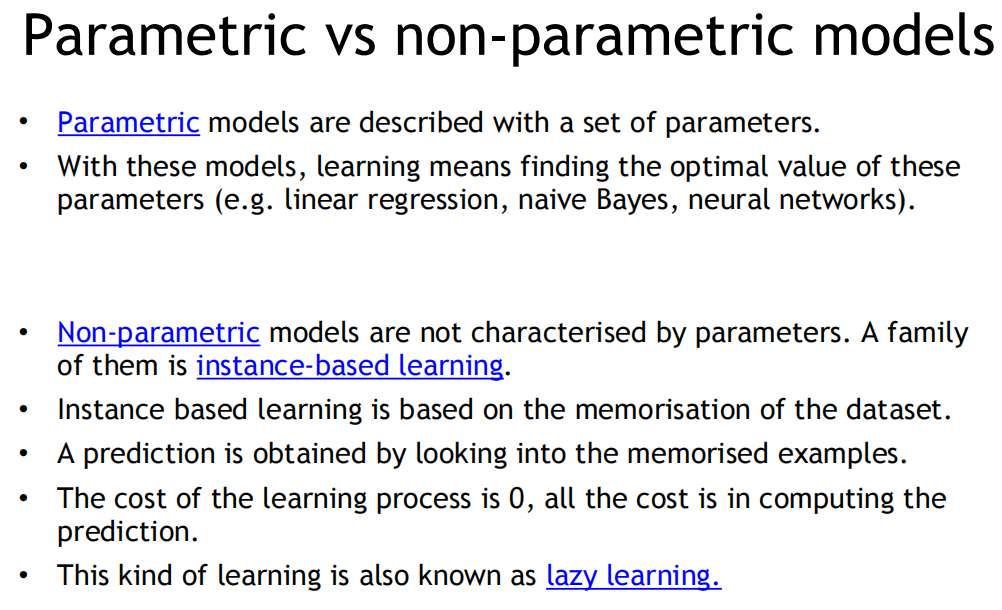 Parametric vs non-parametric models
• Parametric models are described with a set of parameters.
• With these models, learning means finding the optimal value of these
parameters (e.g. linear regression, naive Bayes, neural networks).
• Non-parametric models are not characterised by parameters. A family
of them is instance-based learning.
• Instance based learning is based on the memorisation of the dataset.
• A prediction is obtained by looking into the memorised examples.
• The cost of the learning process is 0, all the cost is in computing the
prediction.
• This kind of learning is also known as lazy learning.